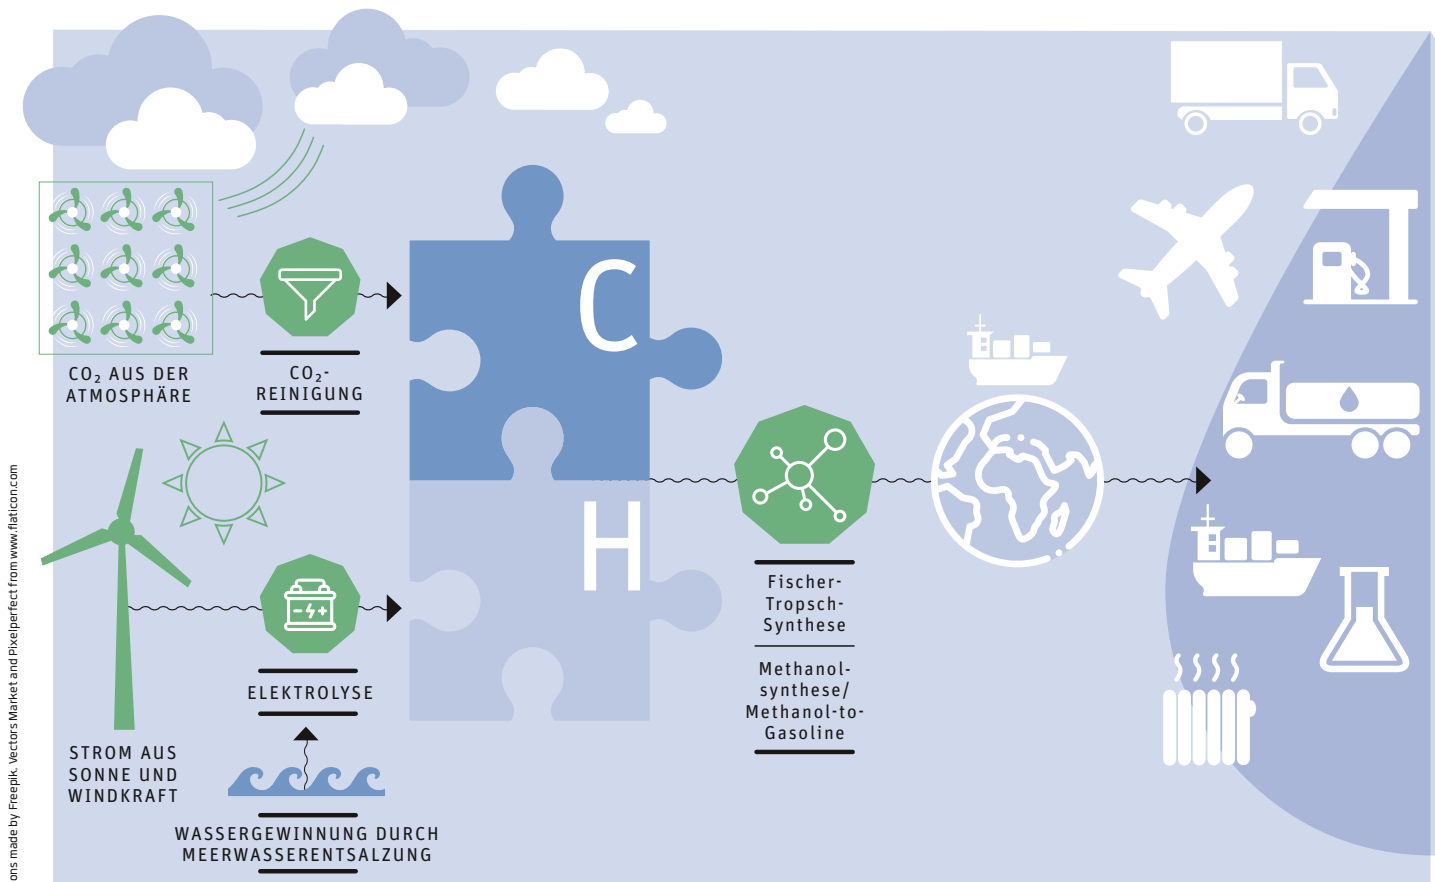 CO₂ AUS DER
ATMOSPHÄRE
CO₂-
REINIGUNG
C
H
STROM AUS
SONNE UND
WINDKRAFT
ELEKTROLYSE
WASSERGEWINNUNG DURCH
MEERWASSERENTSALZUNG
Fischer-
Tropsch-
Synthese
Methanol-
synthese/
Methanol-to-
Gasoline
ons made by Freepik, Vectors Market and Pixelperfect from www.flaticon.com